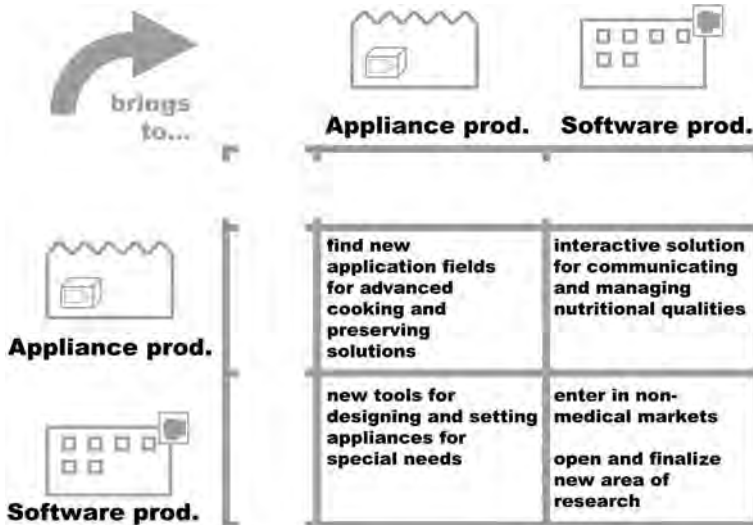 brings
to...
Appliance prod.
Software prod.
Appliance prod.
find new
application fields
for advanced
cooking and
preserving
solutions
interactive solution
for communicating
and managing
nutritional qualities
Software prod.
new tools for
designing and setting
appliances for
special needs
enter in non-
medical markets
open and finalize
new area of
research